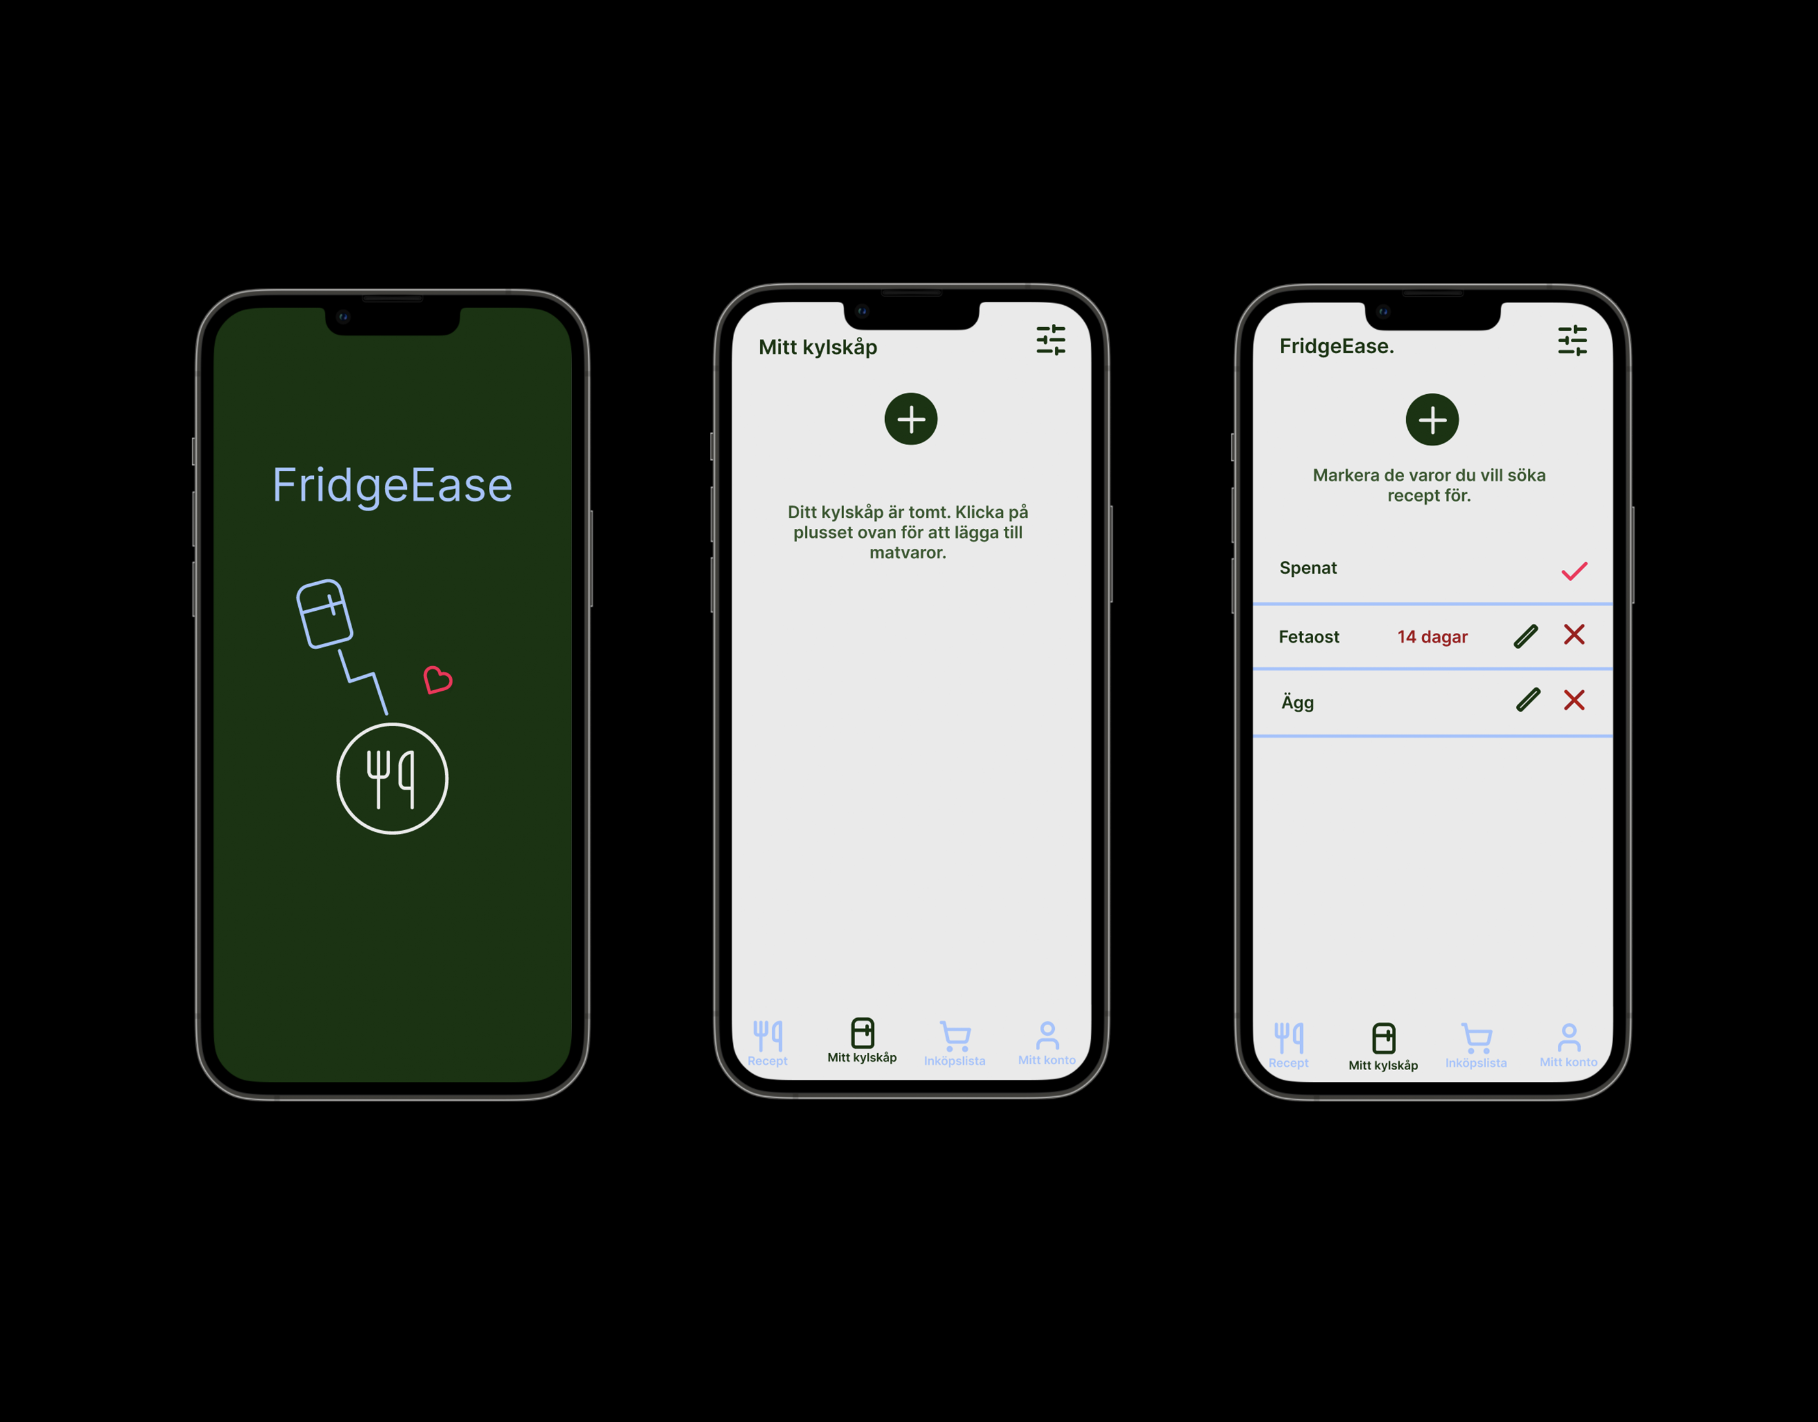 FridgeEase
Mitt kylskåp
Ditt kylskåp är tomt. Klicka på
plusset ovan för att lägga till
matvaror.
Recept
Mitt kylskåp
Inköpslista
Mitt konto
FridgeEase.
Markera de varor du vill söka
recept för.
Spenat
Fetaost 14 dagar
Ägg
Recept
Mitt kylskåp
Inköpslista
Mitt konto